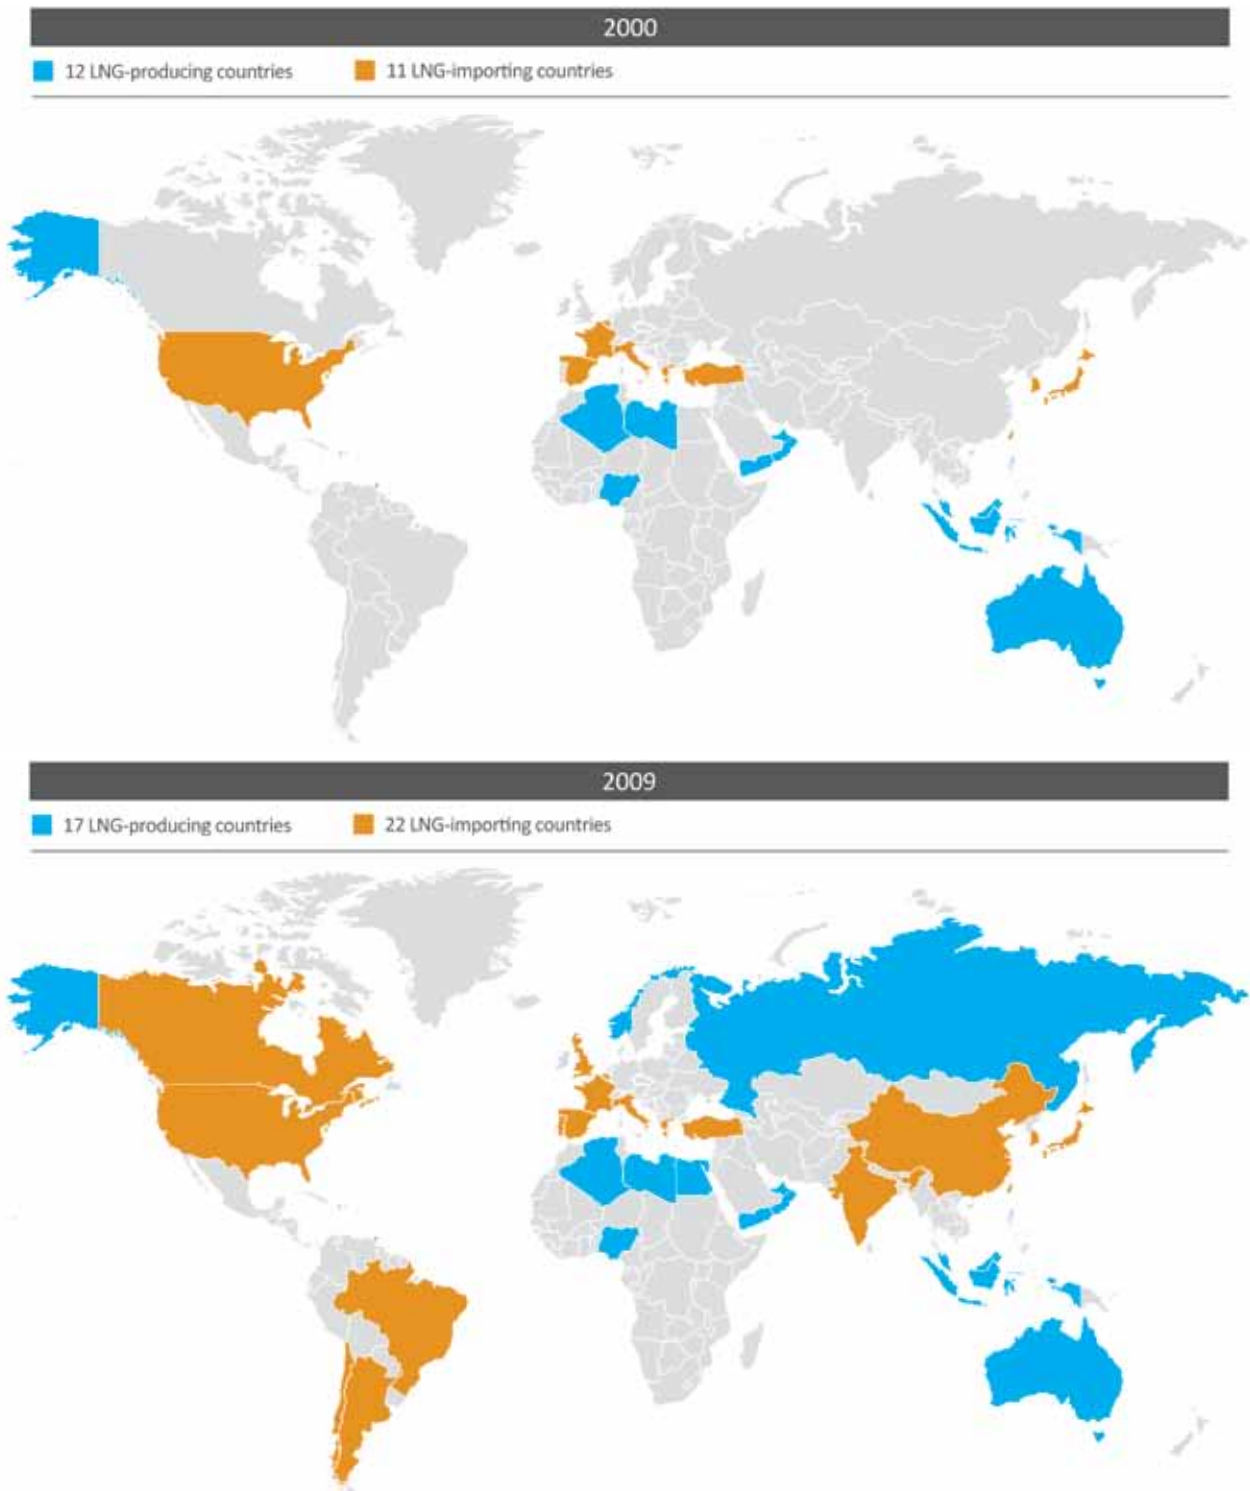 2000
12 LNG-producing countries 11 LNG-importing countries
2009
17 LNG-producing countries 22 LNG-importing countries